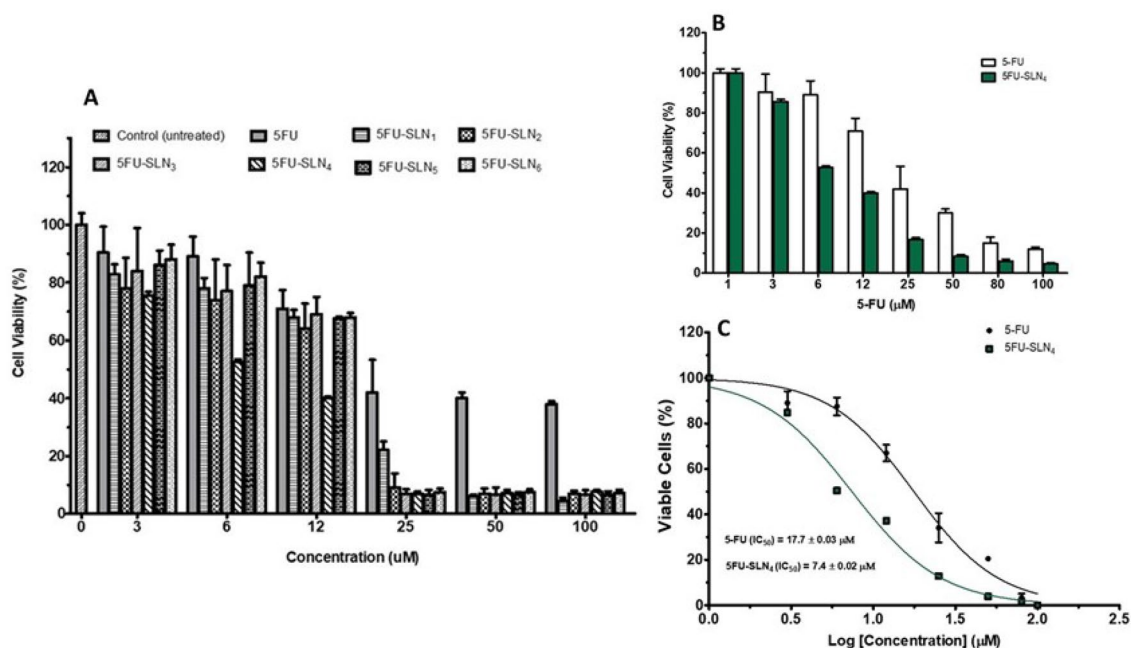 A
Control (untreated) 5FU 5FU-SLN₁ 5FU-SLN₂
5FU-SLN₃ 5FU-SLN₄ 5FU-SLN₅ 5FU-SLN₆
Cell Viability (%)
120
100
80
60
40
20
0
0 3 6 12 25 50 100
Concentration (uM)
B
5-FU
5FU-SLN₄
Cell Viability (%)
120
100
80
60
40
20
0
1 3 6 12 25 50 80 100
5-FU (µM)
C
5-FU
5FU-SLN₄
Viable Cells (%)
120
100
80
60
40
20
0
5-FU (IC₅₀) = 17.7 ± 0.03 µM
5FU-SLN₄ (IC₅₀) = 7.4 ± 0.02 µM
0.0 0.5 1.0 1.5 2.0 2.5
Log [Concentration] (µM)